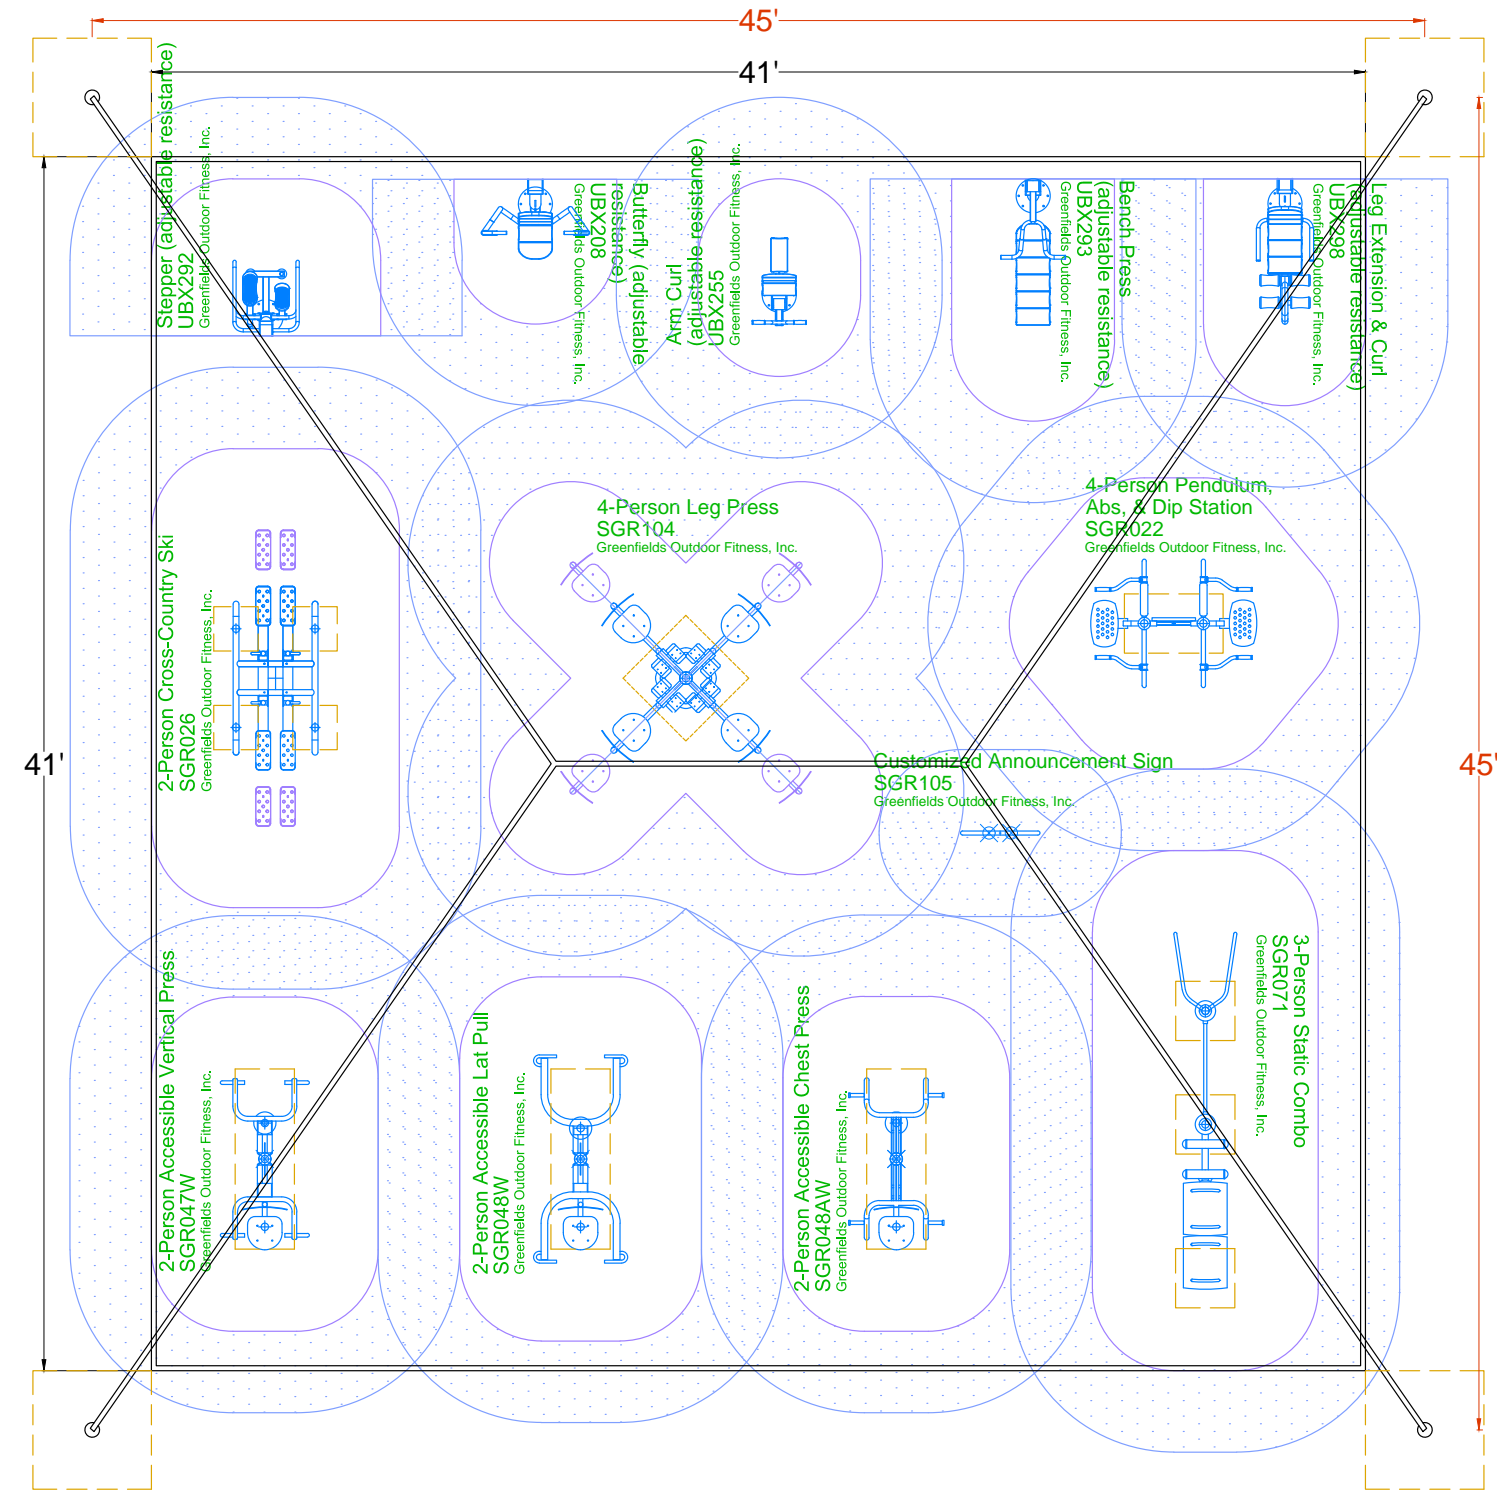 45'
41'
Stepper (adjustable resistance)
UBX292
Greenfields Outdoor Fitness, Inc.
Butterfly (adjustable
resistance)
UBX208
Greenfields Outdoor Fitness, Inc.
Arm Curl
(adjustable resistance)
UBX255
Greenfields Outdoor Fitness, Inc.
Bench Press
(adjustable resistance)
UBX293
Greenfields Outdoor Fitness, Inc.
Leg Extension & Curl
(adjustable resistance)
UBX298
Greenfields Outdoor Fitness, Inc.
4-Person Leg Press
SGR104
Greenfields Outdoor Fitness, Inc.
4-Person Pendulum,
Abs, & Dip Station
SGR022
Greenfields Outdoor Fitness, Inc.
2-Person Cross-Country Ski
SGR026
Greenfields Outdoor Fitness, Inc.
41'
45'
Customized Announcement Sign
SGR105
Greenfields Outdoor Fitness, Inc.
2-Person Accessible Vertical Press
SGR047W
Greenfields Outdoor Fitness, Inc.
2-Person Accessible Lat Pull
SGR048W
Greenfields Outdoor Fitness, Inc.
2-Person Accessible Chest Press
SGR048AW
Greenfields Outdoor Fitness, Inc.
3-Person Static Combo
SGR071
Greenfields Outdoor Fitness, Inc.